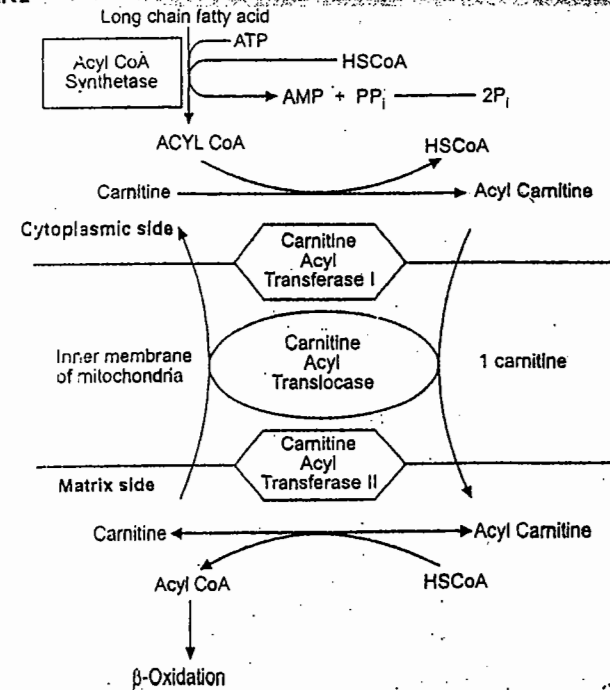 Long chain fatty acid
ATP
Acyl CoA
Synthetase
HSCoA
AMP + PPi
2Pi
ACYL CoA
HSCoA
Carnitine
Acyl Carnitine
Cytoplasmic side
Carnitine
Acyl
Transferase I
Inner membrane
of mitochondria
Carnitine
Acyl
Translocase
1 carnitine
Carnitine
Acyl
Transferase II
Matrix side
Carnitine
Acyl Carnitine
Acyl CoA
HSCoA
β-Oxidation